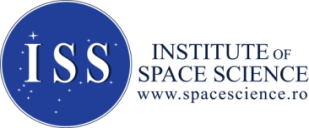 ISS
INSTITUTE OF
SPACE SCIENCE
www.spacescience.ro